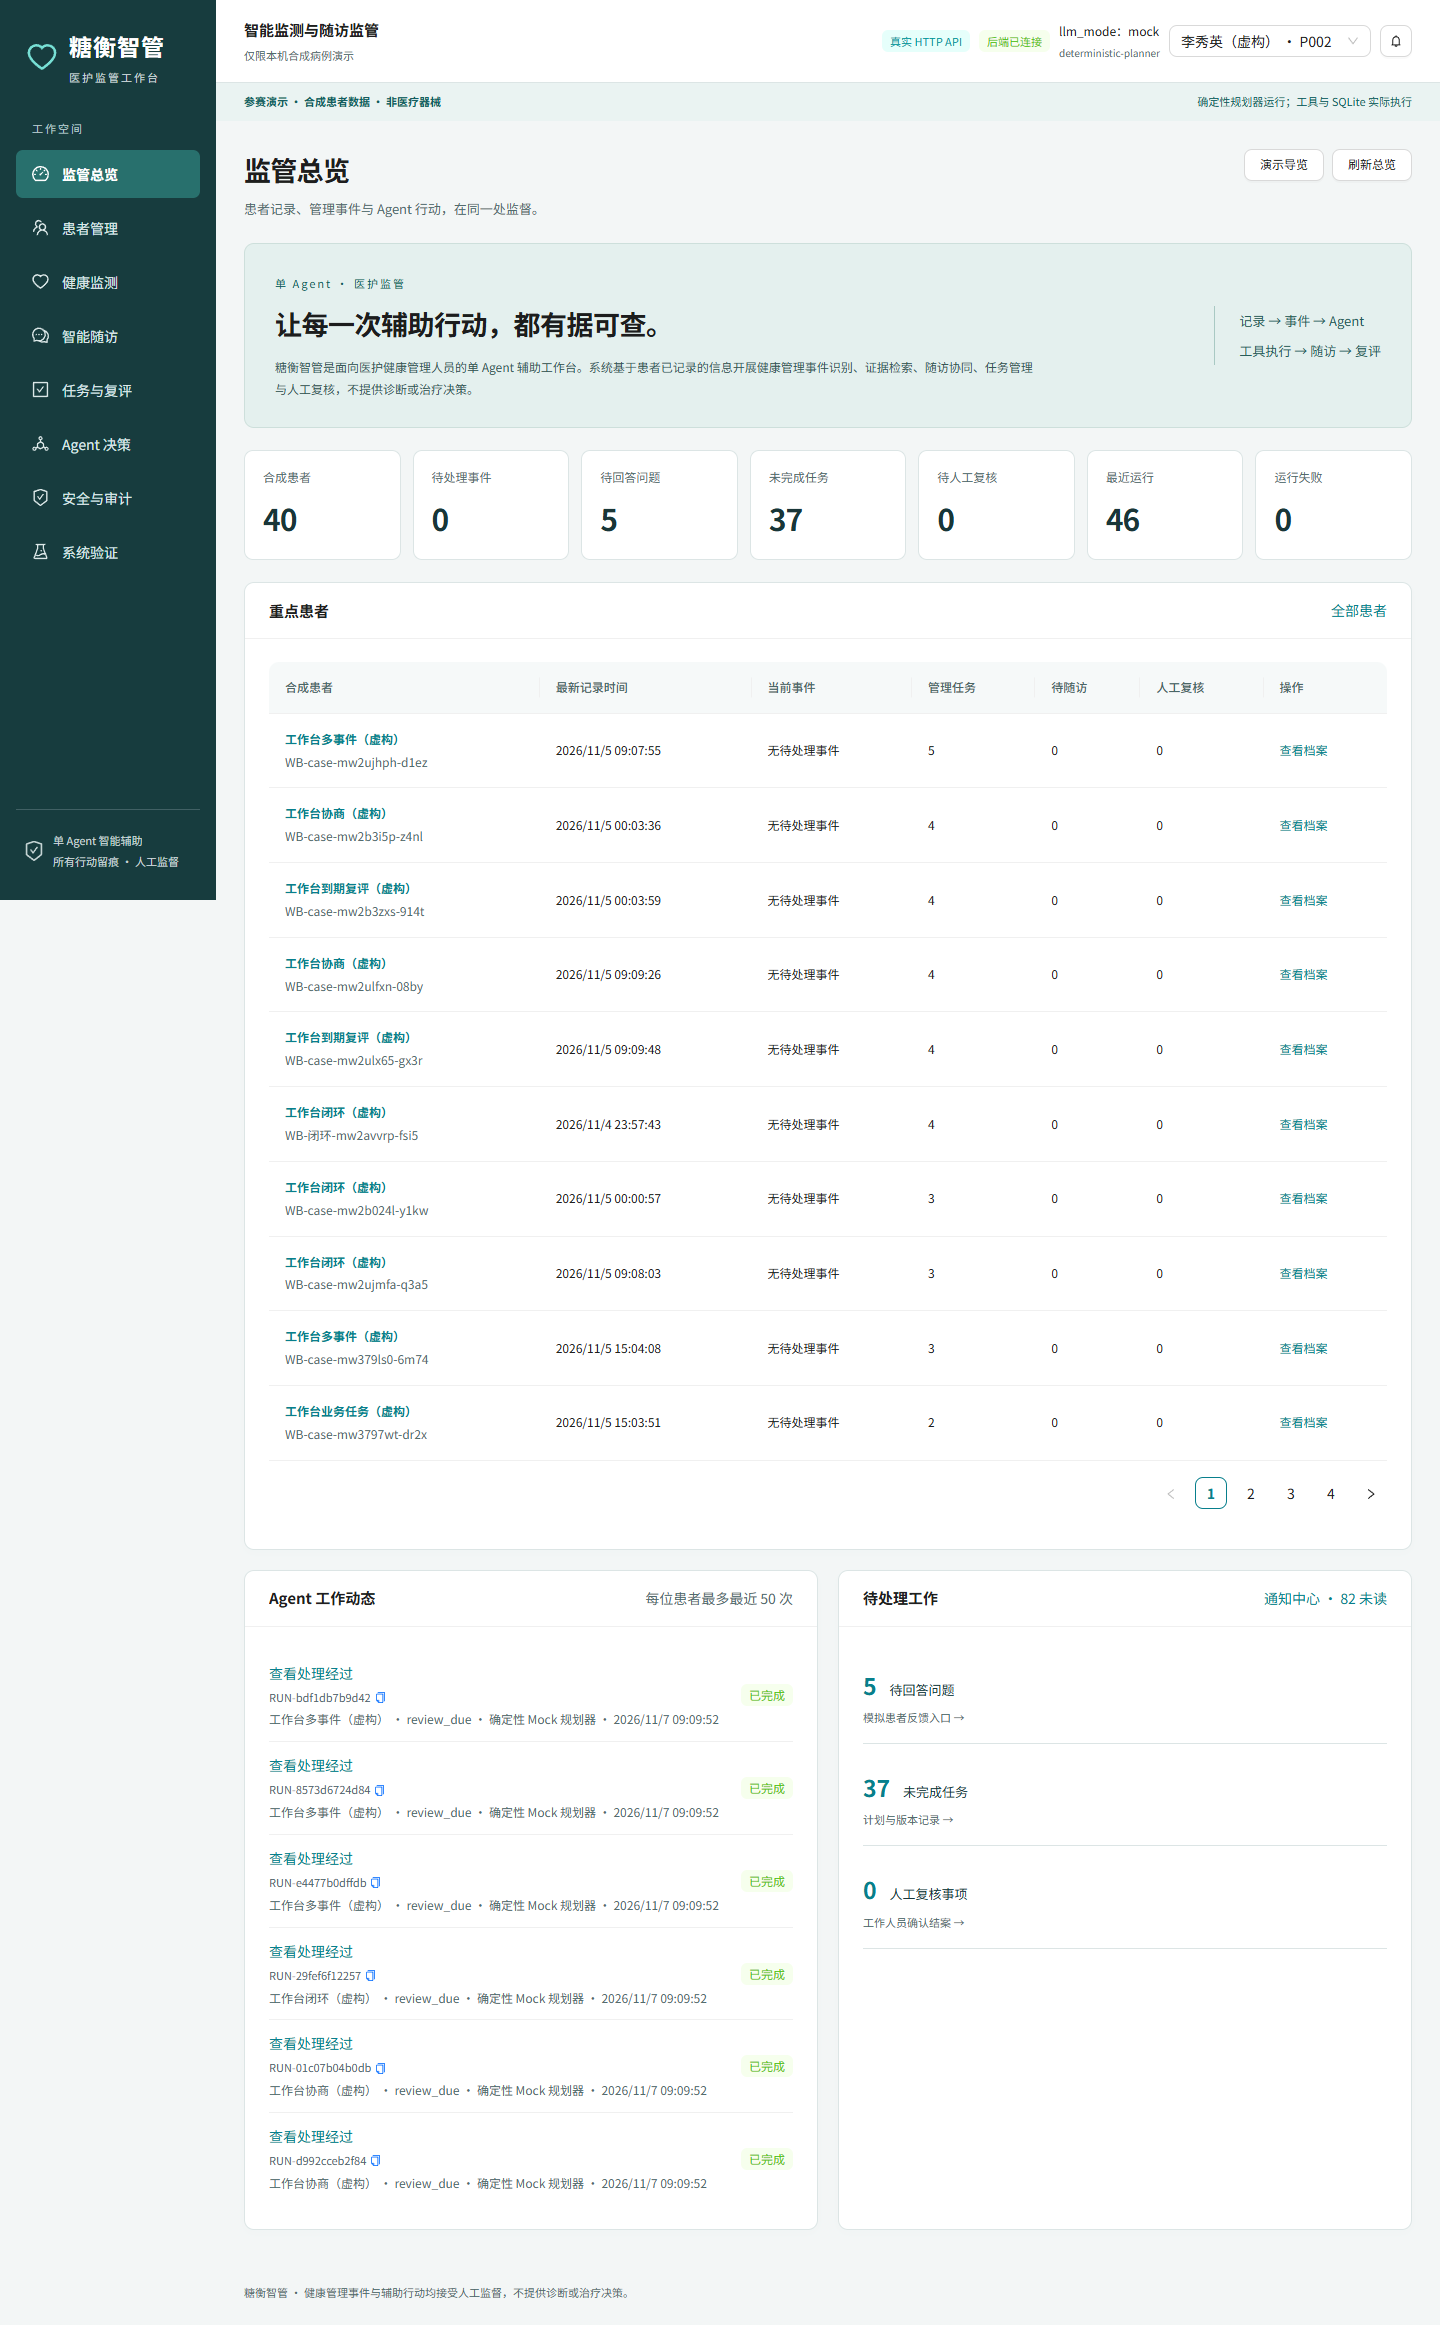 糖衡智管
医护监管工作台
工作空间
监管总览
患者管理
健康监测
智能随访
任务与复评
Agent 决策
安全与审计
系统验证
单 Agent 智能辅助
所有行动留痕 · 人工监督
智能监测与随访监管
仅限本机合成病例演示
真实 HTTP API
后端已连接
llm_mode：mock
deterministic-planner
李秀英（虚构） · P002
参赛演示 · 合成患者数据 · 非医疗器械
确定性规划器运行；工具与 SQLite 实际执行
监管总览
患者记录、管理事件与 Agent 行动，在同一处监督。
演示导览
刷新总览
单 Agent · 医护监管
让每一次辅助行动，都有据可查。
糖衡智管是面向医护健康管理人员的单 Agent 辅助工作台。系统基于患者已记录的信息开展健康管理事件识别、证据检索、随访协同、任务管理
与人工复核，不提供诊断或治疗决策。
记录 → 事件 → Agent
工具执行 → 随访 → 复评
合成患者
40
待处理事件
0
待回答问题
5
未完成任务
37
待人工复核
0
最近运行
46
运行失败
0
重点患者
全部患者
合成患者 最新记录时间 当前事件 管理任务 待随访 人工复核 操作
工作台多事件（虚构）
WB-case-mw2ujhph-d1ez
2026/11/5 09:07:55 无待处理事件 5 0 0 查看档案
工作台协商（虚构）
WB-case-mw2b3i5p-z4nl
2026/11/5 00:03:36 无待处理事件 4 0 0 查看档案
工作台到期复评（虚构）
WB-case-mw2b3zxs-914t
2026/11/5 00:03:59 无待处理事件 4 0 0 查看档案
工作台协商（虚构）
WB-case-mw2ulfxn-08by
2026/11/5 09:09:26 无待处理事件 4 0 0 查看档案
工作台到期复评（虚构）
WB-case-mw2ulx65-gx3r
2026/11/5 09:09:48 无待处理事件 4 0 0 查看档案
工作台闭环（虚构）
WB-闭环-mw2avvrp-fsi5
2026/11/4 23:57:43 无待处理事件 4 0 0 查看档案
工作台闭环（虚构）
WB-case-mw2b024l-y1kw
2026/11/5 00:00:57 无待处理事件 3 0 0 查看档案
工作台闭环（虚构）
WB-case-mw2ujmfa-q3a5
2026/11/5 09:08:03 无待处理事件 3 0 0 查看档案
工作台多事件（虚构）
WB-case-mw379ls0-6m74
2026/11/5 15:04:08 无待处理事件 3 0 0 查看档案
工作台业务任务（虚构）
WB-case-mw3797wt-dr2x
2026/11/5 15:03:51 无待处理事件 2 0 0 查看档案
1 2 3 4
Agent 工作动态
每位患者最多最近 50 次
查看处理经过
RUN-bdf1db7b9d42
工作台多事件（虚构） · review_due · 确定性 Mock 规划器 · 2026/11/7 09:09:52
已完成
查看处理经过
RUN-8573d6724d84
工作台多事件（虚构） · review_due · 确定性 Mock 规划器 · 2026/11/7 09:09:52
已完成
查看处理经过
RUN-e4477b0dffdb
工作台多事件（虚构） · review_due · 确定性 Mock 规划器 · 2026/11/7 09:09:52
已完成
查看处理经过
RUN-29fef6f12257
工作台闭环（虚构） · review_due · 确定性 Mock 规划器 · 2026/11/7 09:09:52
已完成
查看处理经过
RUN-01c07b04b0db
工作台协商（虚构） · review_due · 确定性 Mock 规划器 · 2026/11/7 09:09:52
已完成
查看处理经过
RUN-d992cceb2f84
工作台协商（虚构） · review_due · 确定性 Mock 规划器 · 2026/11/7 09:09:52
已完成
待处理工作
通知中心 · 82 未读
5 待回答问题
模拟患者反馈入口 →
37 未完成任务
计划与版本记录 →
0 人工复核事项
工作人员确认结案 →
糖衡智管 · 健康管理事件与辅助行动均接受人工监督，不提供诊断或治疗决策。